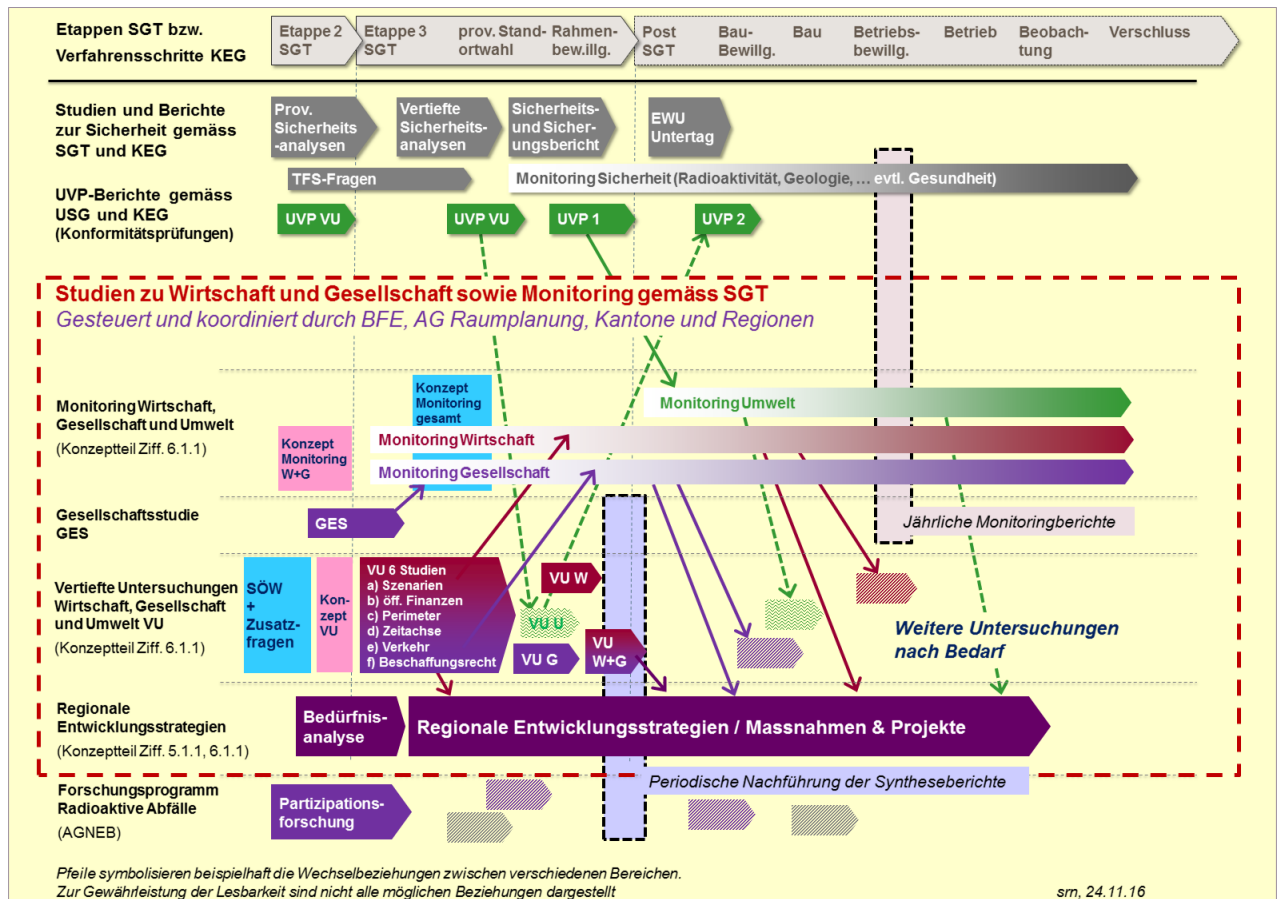 Etappen SGT bzw.
Verfahrensschritte KEG
Etappe 2
SGT
Etappe 3
SGT
prov. Stand-
ortwahl
Rahmen-
bew.illg.
Post
SGT
Bau-
Bewillg.
Bau
Betriebs-
bewillg.
Betrieb
Beobach-
tung
Verschluss
Studien und Berichte
zur Sicherheit gemäss
SGT und KEG
Prov.
Sicherheits
-analysen
Vertiefte
Sicherheits-
analysen
Sicherheits-
und Sicher-
ungsbericht
EWU
Untertag
TFS-Fragen
Monitoring Sicherheit (Radioaktivität, Geologie, … evtl. Gesundheit)
UVP-Berichte gemäss
USG und KEG
(Konformitätsprüfungen)
UVP VU
UVP VU
UVP 1
UVP 2
Studien zu Wirtschaft und Gesellschaft sowie Monitoring gemäss SGT
Gesteuert und koordiniert durch BFE, AG Raumplanung, Kantone und Regionen
Monitoring Wirtschaft,
Gesellschaft und Umwelt
(Konzeptteil Ziff. 6.1.1)
Konzept
Monitoring
W+G
Konzept
Monitoring
gesamt
Monitoring Umwelt
Monitoring Wirtschaft
Monitoring Gesellschaft
Gesellschaftsstudie
GES
GES
Jährliche Monitoringberichte
Vertiefte Untersuchungen
Wirtschaft, Gesellschaft
und Umwelt VU
(Konzeptteil Ziff. 6.1.1)
SÖW
+
Zusatz-
fragen
Kon-
zept
VU
VU 6 Studien
a) Szenarien
b) öff. Finanzen
c) Perimeter
d) Zeitachse
e) Verkehr
f) Beschaffungsrecht
VU W
VU U
VU G
VU
W+G
Weitere Untersuchungen
nach Bedarf
Regionale
Entwicklungsstrategien
(Konzeptteil Ziff. 5.1.1, 6.1.1)
Bedürfnis-
analyse
Regionale Entwicklungsstrategien / Massnahmen & Projekte
Periodische Nachführung der Syntheseberichte
Forschungsprogramm
Radioaktive Abfälle
(AGNEB)
Partizipations-
forschung
Pfeile symbolisieren beispielhaft die Wechselbeziehungen zwischen verschiedenen Bereichen.
Zur Gewährleistung der Lesbarkeit sind nicht alle möglichen Beziehungen dargestellt
srn, 24.11.16